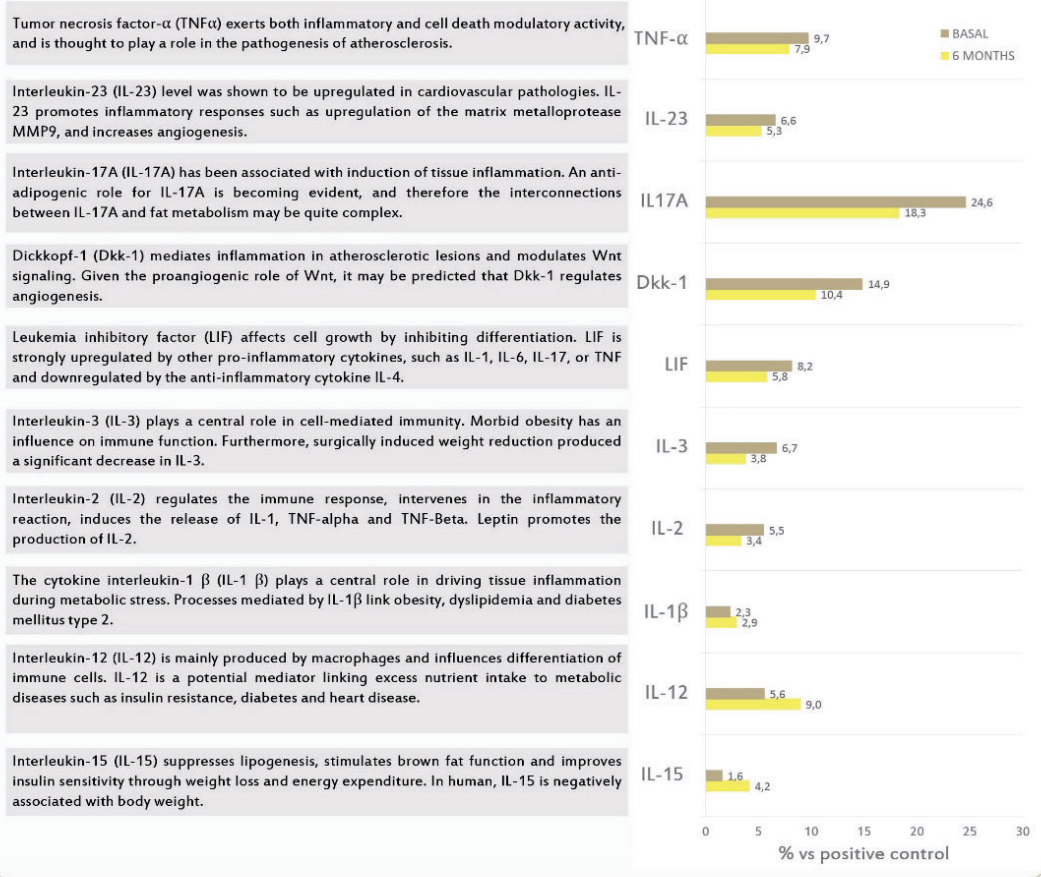 Tumor necrosis factor-α (TNFα) exerts both inflammatory and cell death modulatory activity,
and is thought to play a role in the pathogenesis of atherosclerosis.
TNF-α
9,7
7,9
BASAL
6 MONTHS
Interleukin-23 (IL-23) level was shown to be upregulated in cardiovascular pathologies. IL-
23 promotes inflammatory responses such as upregulation of the matrix metalloprotease
MMP9, and increases angiogenesis.
IL-23
6,6
5,3
Interleukin-17A (IL-17A) has been associated with induction of tissue inflammation. An anti-
adipogenic role for IL-17A is becoming evident, and therefore the interconnections
between IL-17A and fat metabolism may be quite complex.
IL17A
24,6
18,3
Dickkopf-1 (Dkk-1) mediates inflammation in atherosclerotic lesions and modulates Wnt
signaling. Given the proangiogenic role of Wnt, it may be predicted that Dkk-1 regulates
angiogenesis.
Dkk-1
14,9
10,4
Leukemia inhibitory factor (LIF) affects cell growth by inhibiting differentiation. LIF is
strongly upregulated by other pro-inflammatory cytokines, such as IL-1, IL-6, IL-17, or TNF
and downregulated by the anti-inflammatory cytokine IL-4.
LIF
8,2
5,8
Interleukin-3 (IL-3) plays a central role in cell-mediated immunity. Morbid obesity has an
influence on immune function. Furthermore, surgically induced weight reduction produced
a significant decrease in IL-3.
IL-3
6,7
3,8
Interleukin-2 (IL-2) regulates the immune response, intervenes in the inflammatory
reaction, induces the release of IL-1, TNF-alpha and TNF-Beta. Leptin promotes the
production of IL-2.
IL-2
5,5
3,4
The cytokine interleukin-1 β (IL-1 β) plays a central role in driving tissue inflammation
during metabolic stress. Processes mediated by IL-1β link obesity, dyslipidemia and diabetes
mellitus type 2.
IL-1β
2,3
2,9
Interleukin-12 (IL-12) is mainly produced by macrophages and influences differentiation of
immune cells. IL-12 is a potential mediator linking excess nutrient intake to metabolic
diseases such as insulin resistance, diabetes and heart disease.
IL-12
5,6
9,0
Interleukin-15 (IL-15) suppresses lipogenesis, stimulates brown fat function and improves
insulin sensitivity through weight loss and energy expenditure. In human, IL-15 is negatively
associated with body weight.
IL-15
1,6
4,2
0 5 10 15 20 25 30
% vs positive control